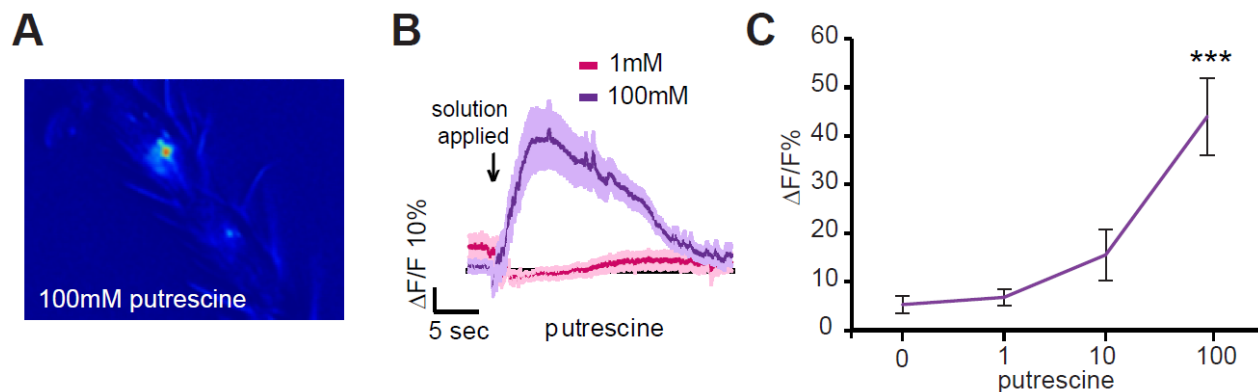 A
100mM putrescine
B
1mM
100mM
solution
applied
ΔF/F 10%
5 sec
putrescine
C
60
50
40
30
20
10
0
ΔF/F%
***
0 1 10 100
putrescine